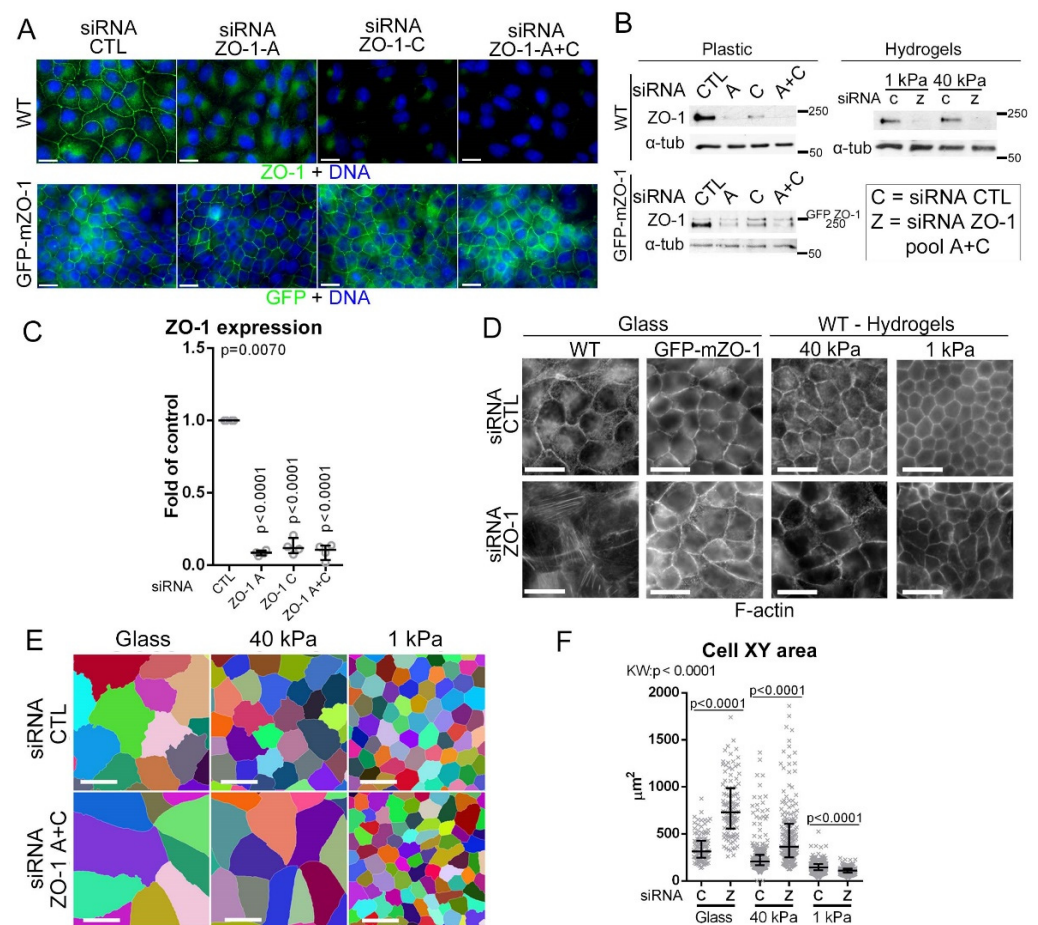 A
siRNA CTL
siRNA ZO-1-A
siRNA ZO-1-C
siRNA ZO-1-A+C
WT
ZO-1 + DNA
GFP-mZO-1
GFP + DNA
B
Plastic
Hydrogels
siRNA CTL A C A+C
WT
ZO-1
250
α-tub
50
1 kPa 40 kPa
siRNA C Z C Z
250
α-tub
50
GFP-mZO-1
siRNA CTL A C A+C
ZO-1
GFP ZO-1
250
α-tub
50
C = siRNA CTL
Z = siRNA ZO-1
pool A+C
C
ZO-1 expression
p=0.0070
Fold of control
1.5
1.0
0.5
0.0
p<0.0001
p<0.0001
p<0.0001
siRNA
CTL
ZO-1 A
ZO-1 C
ZO-1 A+C
D
Glass
WT - Hydrogels
WT GFP-mZO-1 40 kPa 1 kPa
siRNA CTL
siRNA ZO-1
F-actin
E
Glass 40 kPa 1 kPa
siRNA CTL
siRNA ZO-1 A+C
F
Cell XY area
KW:p< 0.0001
μm²
2000
1500
1000
500
0
p<0.0001
p<0.0001
p<0.0001
siRNA C Z C Z C Z
Glass 40 kPa 1 kPa